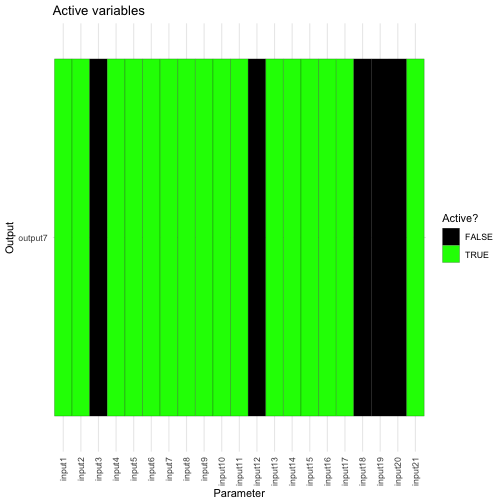 Active variables
Output
output7
Active?
FALSE
TRUE
input1
input2
input3
input4
input5
input6
input7
input8
input9
input10
input11
input12
input13
input14
input15
input16
input17
input18
input19
input20
input21
Parameter